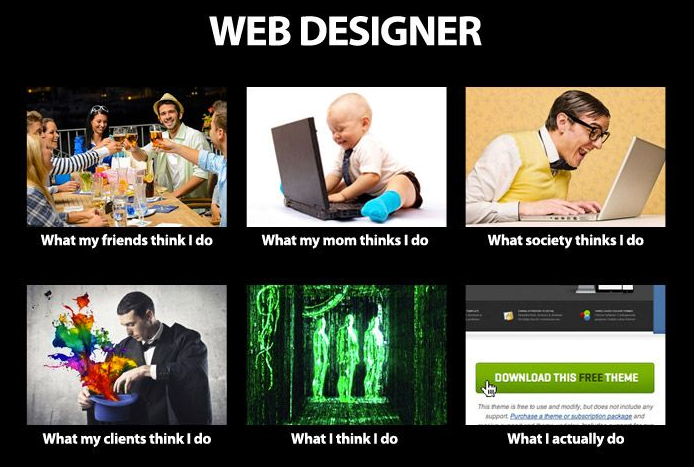 WEB DESIGNER
What my friends think I do
What my mom thinks I do
What society thinks I do
What my clients think I do
What I think I do
What I actually do
DOWNLOAD THIS FREE THEME
This theme is free to use and modify, but does not include any
support. Purchase a theme or subscription package and